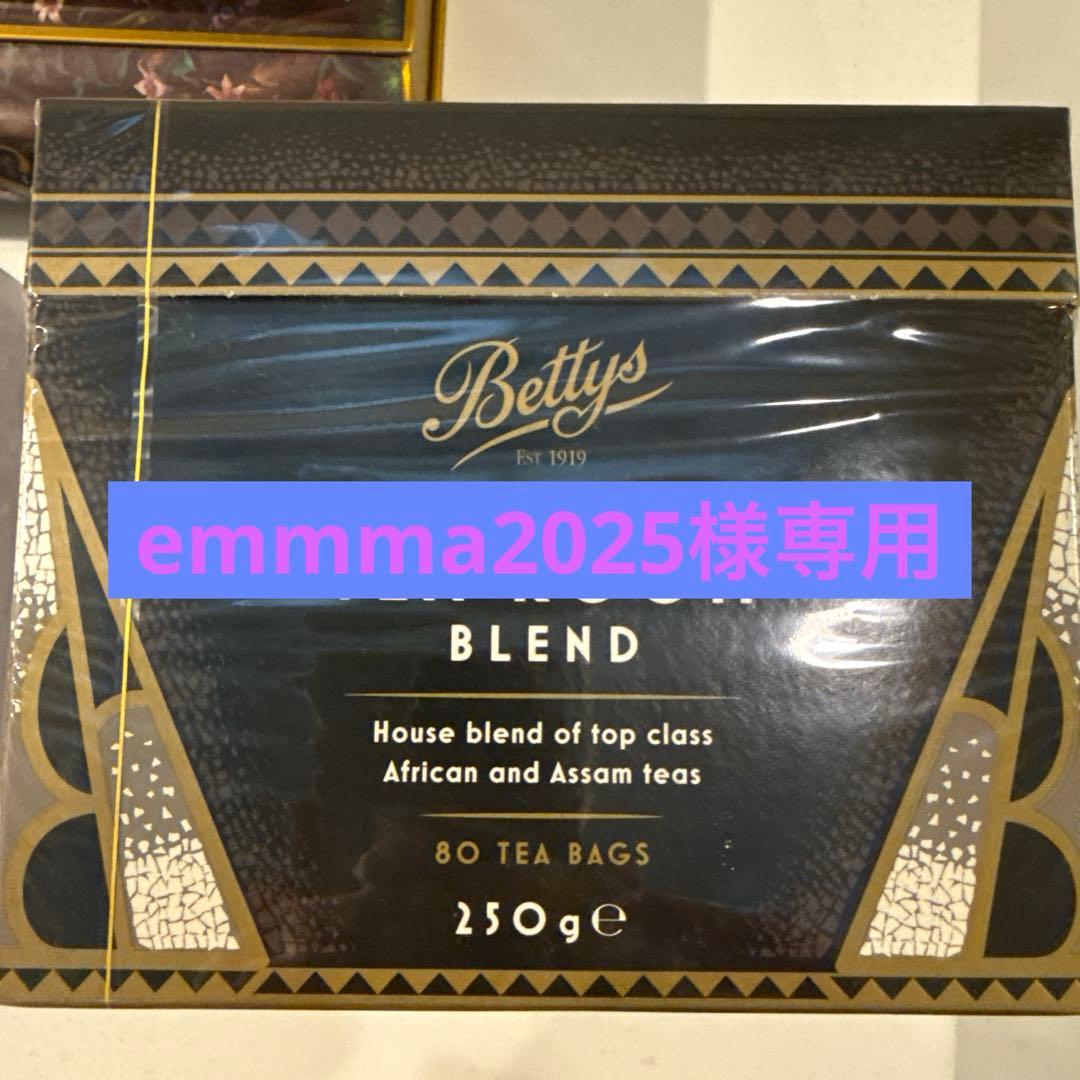 Bettys
EST 1919
emmma2025様専用
BLEND
House blend of top class
African and Assam teas
80 TEA BAGS
250g℮